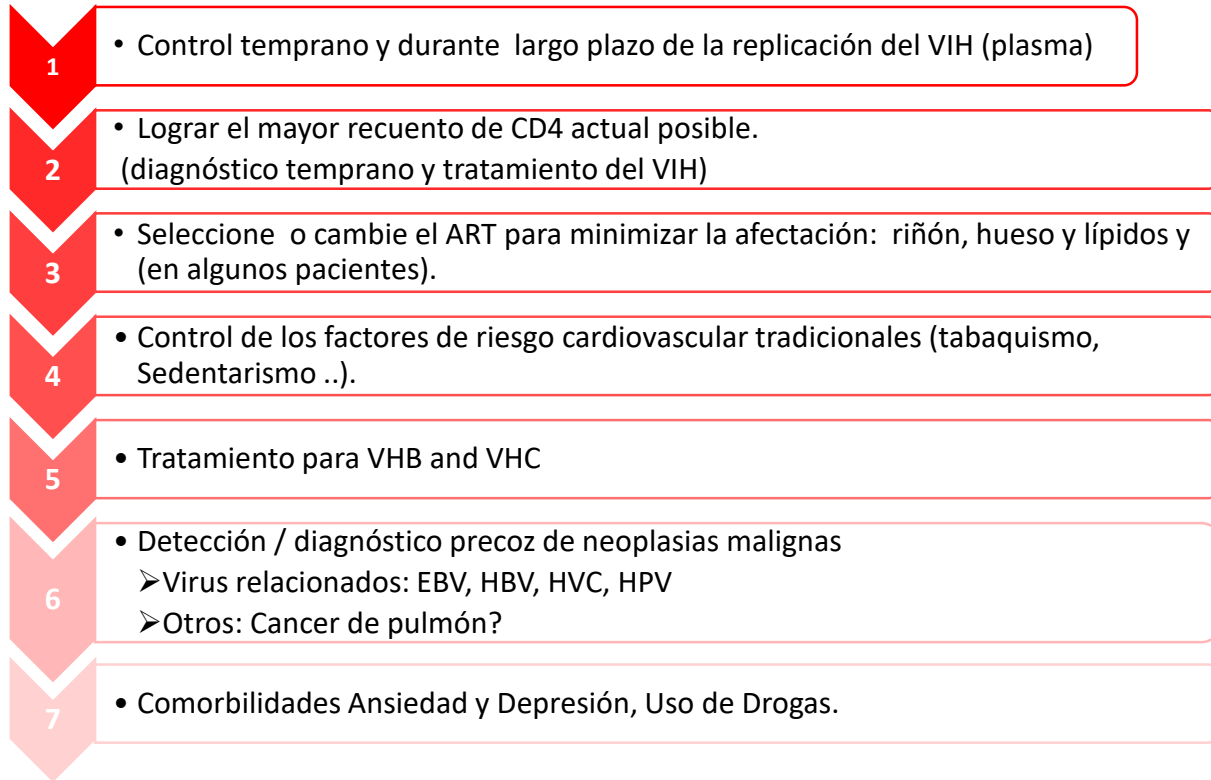 1
• Control temprano y durante  largo plazo de la replicación del VIH (plasma)
2
• Lograr el mayor recuento de CD4 actual posible.
(diagnóstico temprano y tratamiento del VIH)
3
• Seleccione  o cambie el ART para minimizar la afectación:  riñón, hueso y lípidos y
(en algunos pacientes).
4
• Control de los factores de riesgo cardiovascular tradicionales (tabaquismo,
Sedentarismo ..).
5
• Tratamiento para VHB and VHC
6
• Detección / diagnóstico precoz de neoplasias malignas
➢Virus relacionados: EBV, HBV, HVC, HPV
➢Otros: Cancer de pulmón?
7
• Comorbilidades Ansiedad y Depresión, Uso de Drogas.